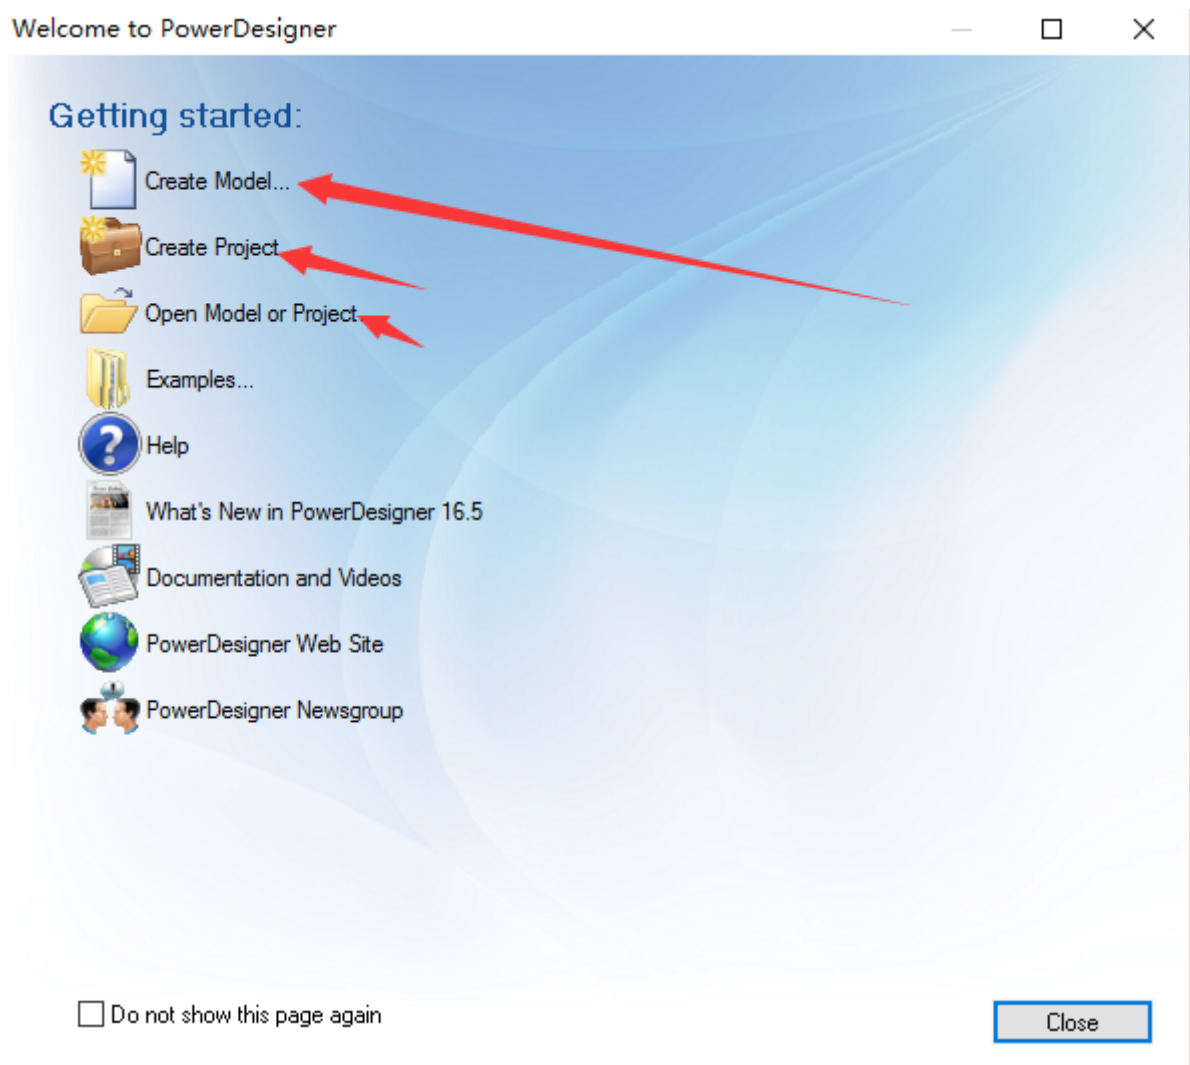 Welcome to PowerDesigner
Getting started:
Create Model...
Create Project
Open Model or Project
Examples...
Help
What's New in PowerDesigner 16.5
Documentation and Videos
PowerDesigner Web Site
PowerDesigner Newsgroup
Do not show this page again
Close